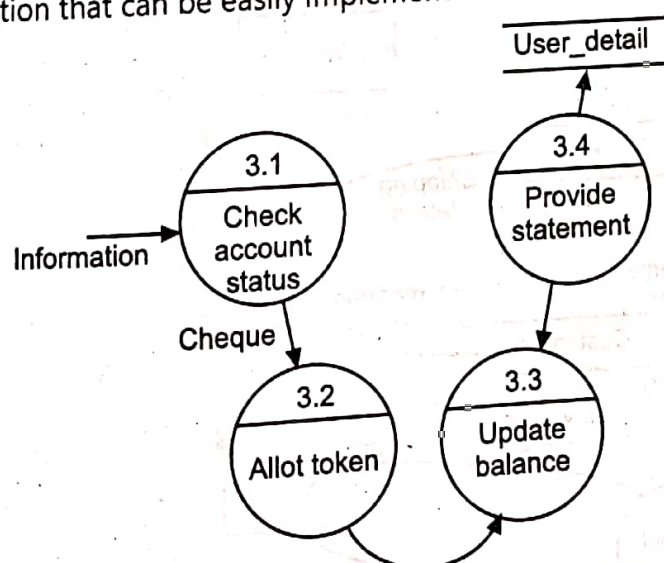 tion that can be easily implemen
User_detail
3.1
Check
account
status
3.4
Provide
statement
Information
Cheque
3.2
Allot token
3.3
Update
balance